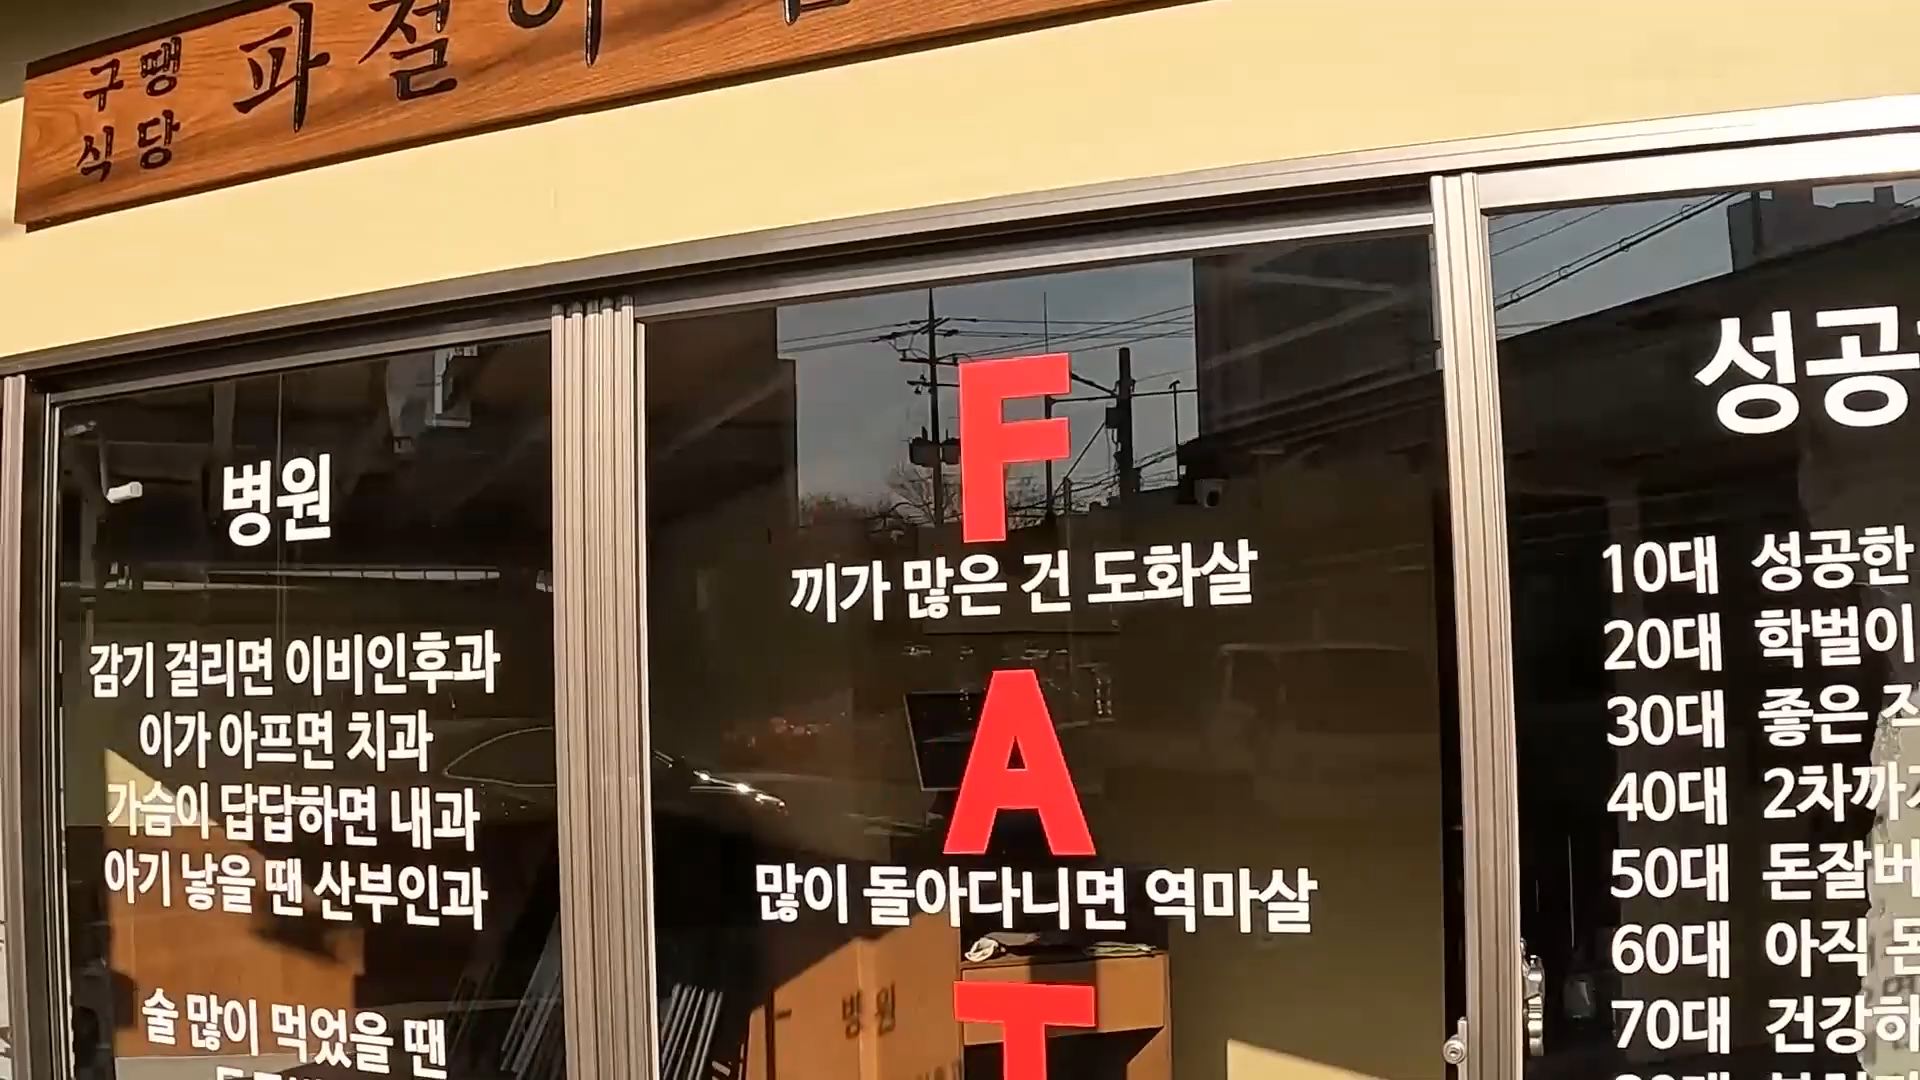 구땡
식당
파절이
병원
감기 걸리면 이비인후과
이가 아프면 치과
가슴이 답답하면 내과
아기 낳을 땐 산부인과
술 많이 먹었을 땐
F
끼가 많은 건 도화살
A
많이 돌아다니면 역마살
T
병원
성공
10대 성공한
20대 학벌이
30대 좋은
40대 2차까지
50대 돈잘버
60대 아직 돈
70대 건강하